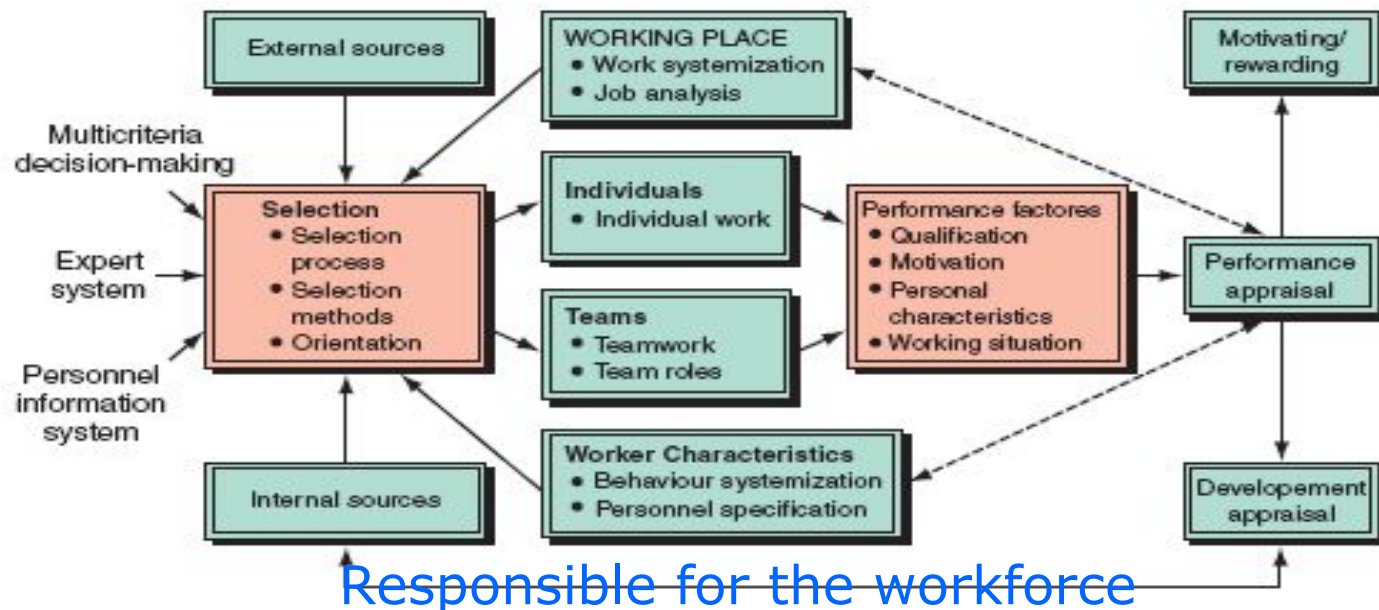 External sources
WORKING PLACE
• Work systemization
• Job analysis
Motivating/
rewarding
Multicriteria
decision-making
Expert
system
Personnel
information
system
Selection
• Selection
process
• Selection
methods
• Orientation
Individuals
• Individual work
Teams
• Teamwork
• Team roles
Performance factores
• Qualification
• Motivation
• Personal
characteristics
• Working situation
Performance
appraisal
Internal sources
Worker Characteristics
• Behaviour systemization
• Personnel specification
Developement
appraisal
Responsible for the workforce